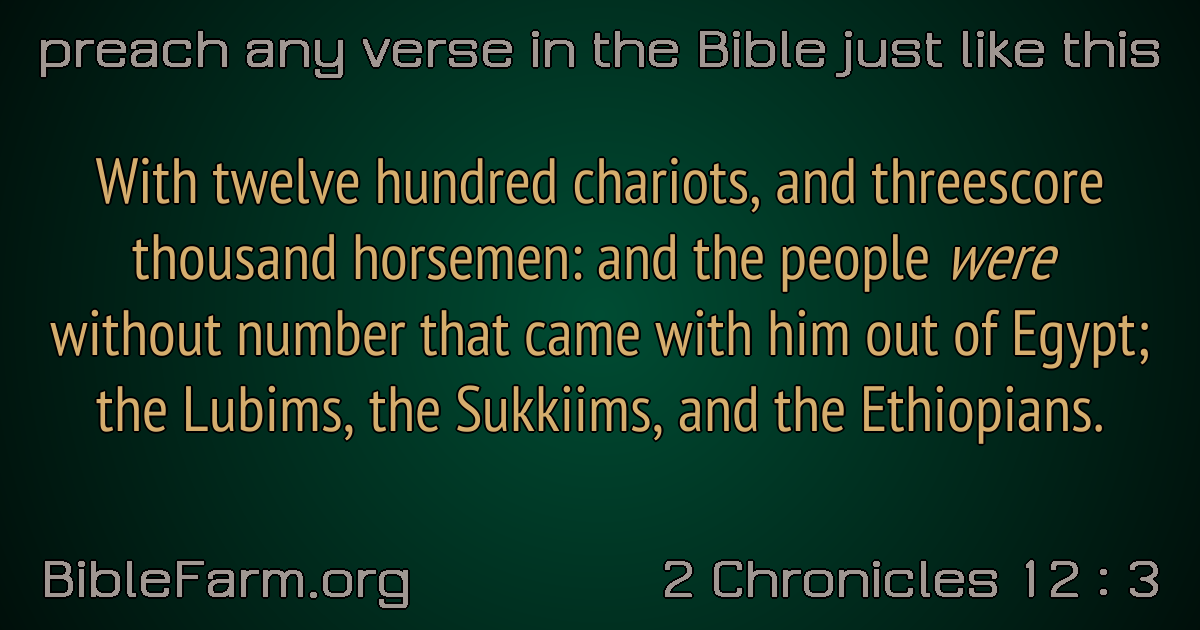 preach any verse in the Bible just like this
With twelve hundred chariots, and threescore
thousand horsemen: and the people were
without number that came with him out of Egypt;
the Lubims, the Sukkiims, and the Ethiopians.
BibleFarm.org
2 Chronicles 12 : 3